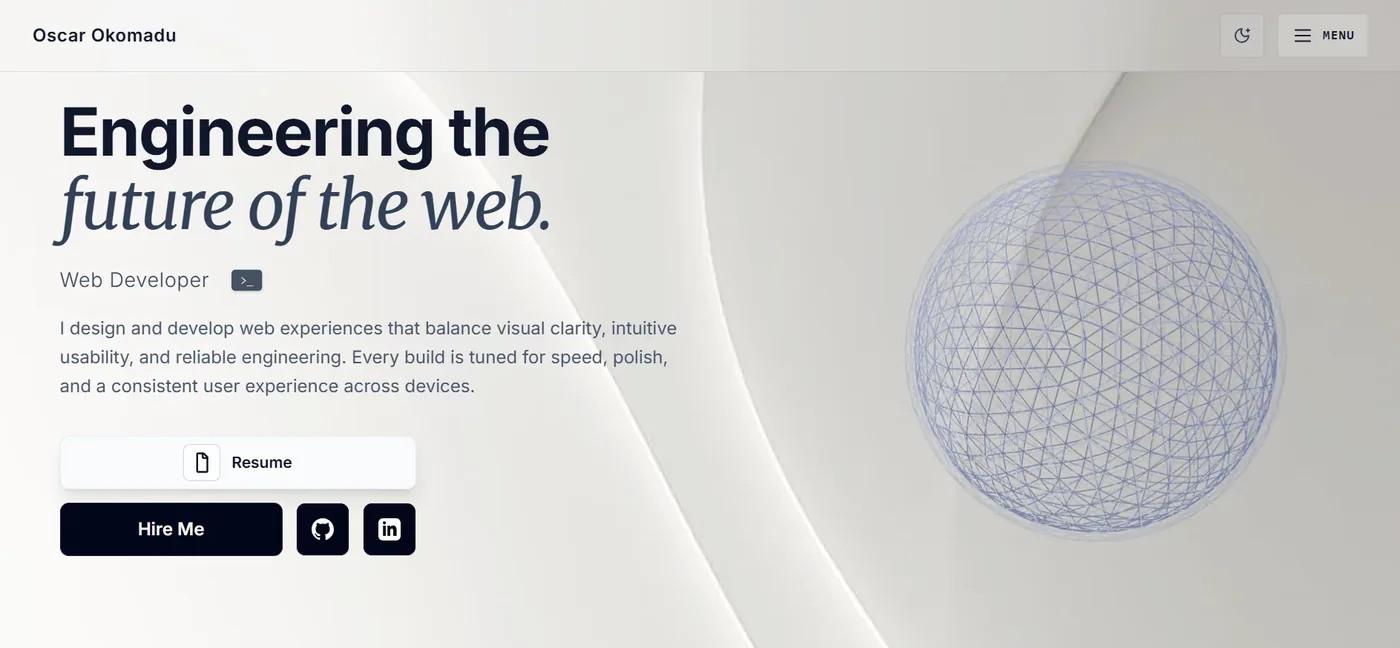 Oscar Okomadu
MENU
Engineering the
future of the web.
Web Developer >_
I design and develop web experiences that balance visual clarity, intuitive
usability, and reliable engineering. Every build is tuned for speed, polish,
and a consistent user experience across devices.
Resume
Hire Me
in